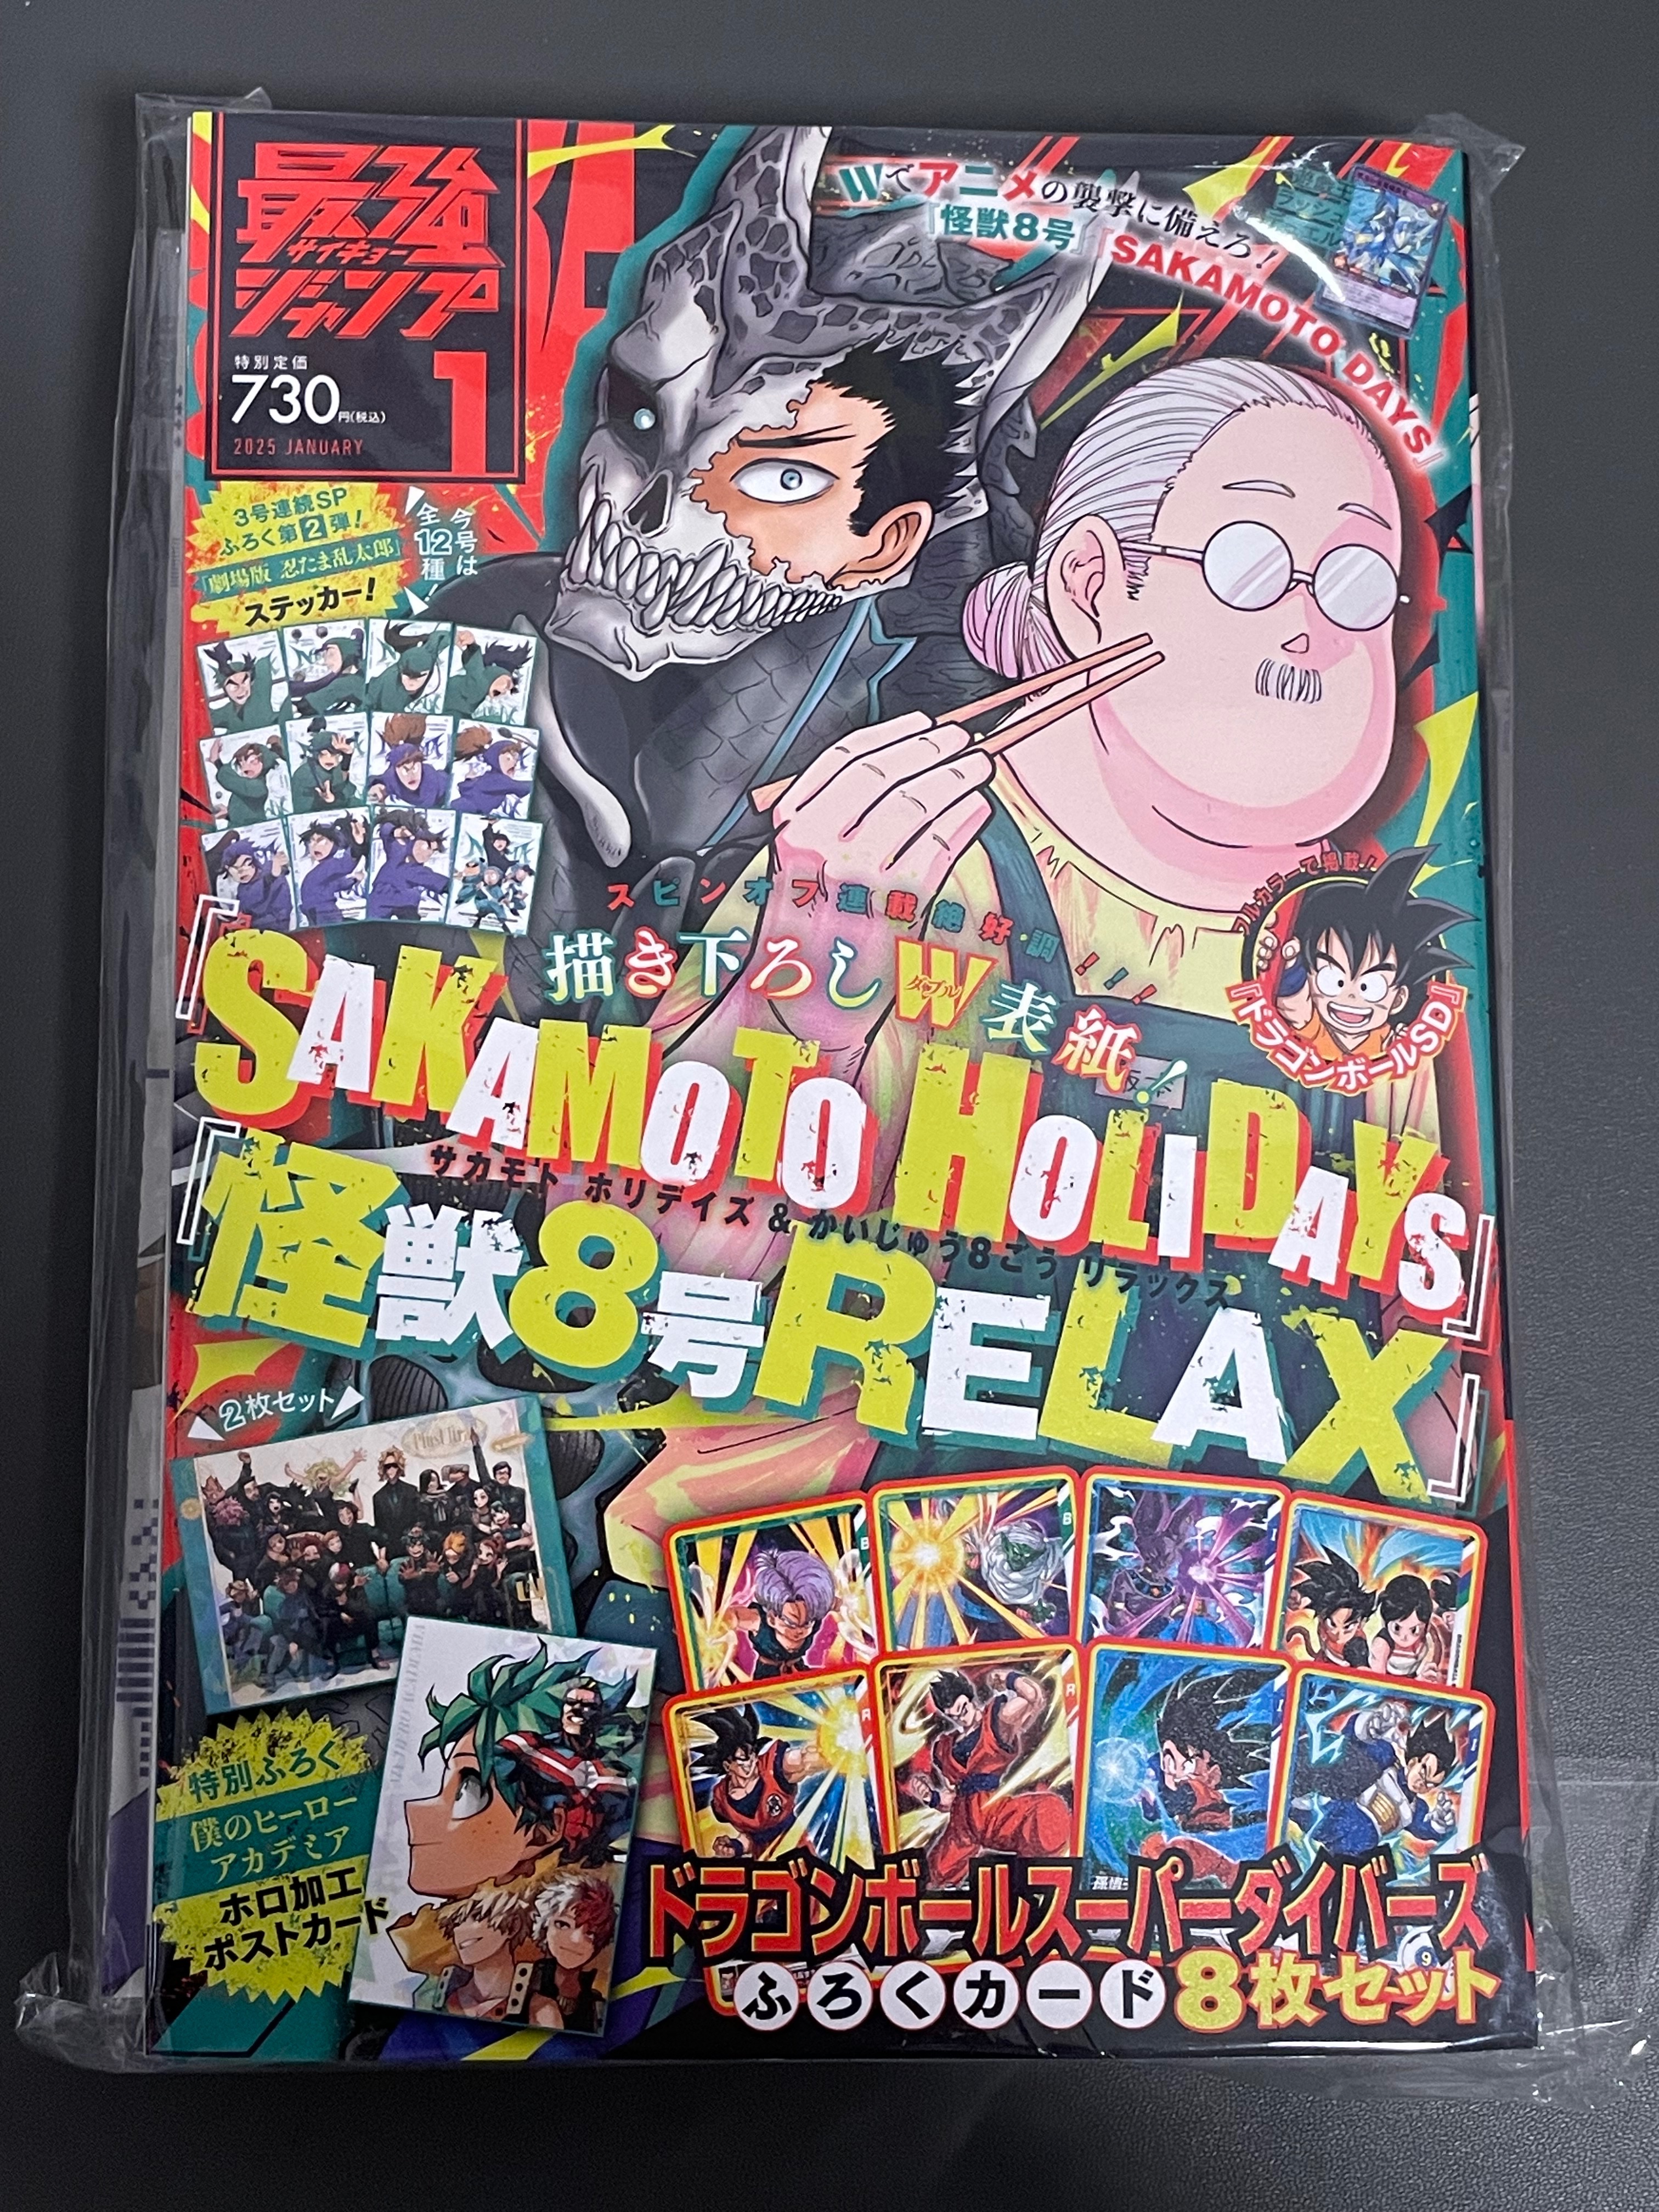 最強
サイキョー
ジャンプ
特別定価
730円(税込)
1
2025 JANUARY
Wでアニメの襲撃に備えろ!
『怪獣8号』『SAKAMOTO DAYS』
3号連続SP
ふろく第2弾!
「劇場版 忍たま乱太郎」
ステッカー!
今号は
全12種!
フルカラーで掲載!
『ドラゴンボールSD』
スピンオフ連載絶好調!!
描き下ろしW表紙!
ダブル
『SAKAMOTO HOLIDAYS』
サカモト ホリデイズ & かいじゅう8ごう リラックス
『怪獣8号RELAX』
2枚セット
特別ふろく
僕のヒーロー
アカデミア
ホロ加工
ポストカード
ドラゴンボールスーパーダイバーズ
ふろくカード8枚セット